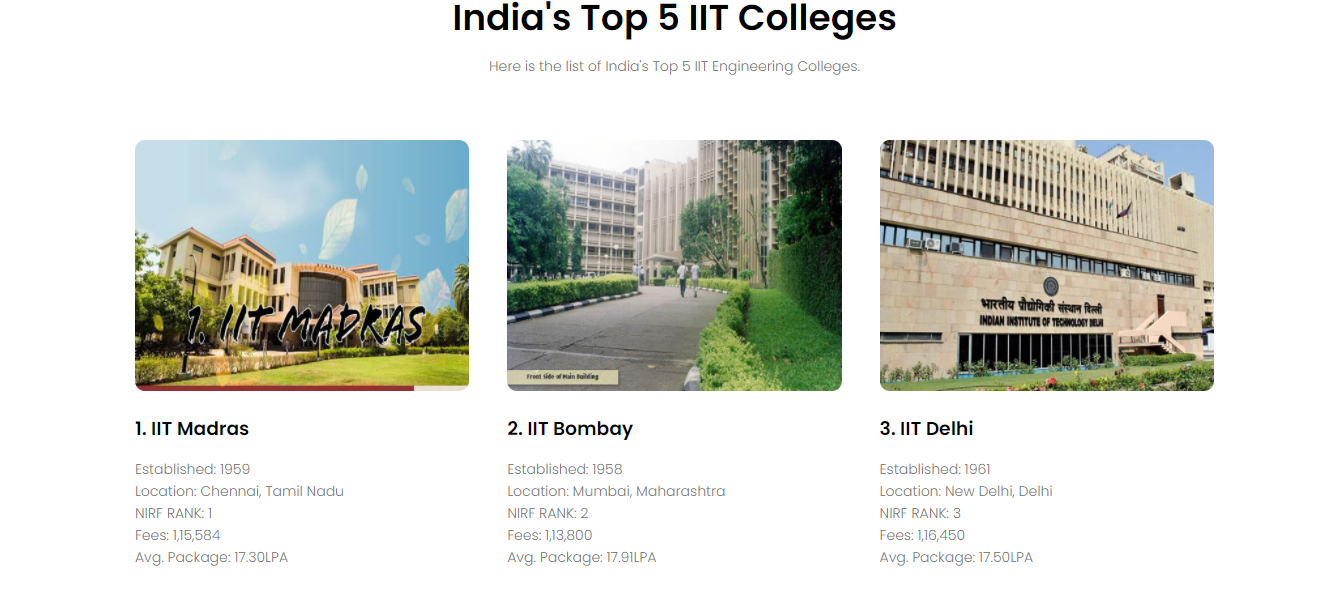 India's Top 5 IIT Colleges
Here is the list of India's Top 5 IIT Engineering Colleges.
1. IIT MADRAS
Front Side of Main Building
भारतीय प्रौद्योगिकी संस्थान दिल्ली
INDIAN INSTITUTE OF TECHNOLOGY DELHI
1. IIT Madras
Established: 1959
Location: Chennai, Tamil Nadu
NIRF RANK: 1
Fees: 1,15,584
Avg. Package: 17.30LPA
2. IIT Bombay
Established: 1958
Location: Mumbai, Maharashtra
NIRF RANK: 2
Fees: 1,13,800
Avg. Package: 17.91LPA
3. IIT Delhi
Established: 1961
Location: New Delhi, Delhi
NIRF RANK: 3
Fees: 1,16,450
Avg. Package: 17.50LPA